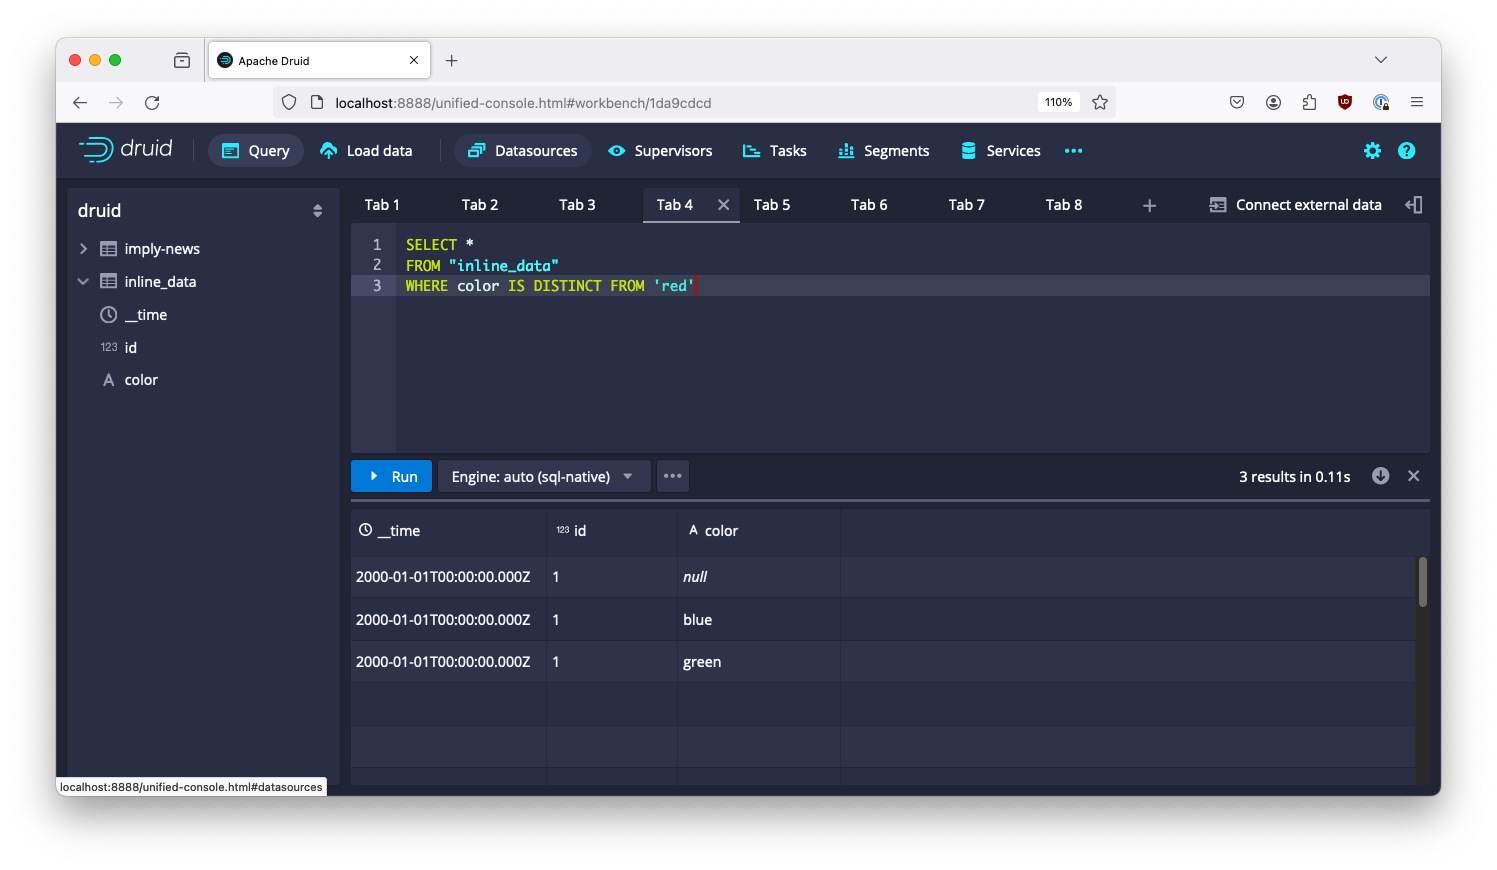 Apache Druid
localhost:8888/unified-console.html#workbench/1da9cdcd
110%
druid
Query
Load data
Datasources
Supervisors
Tasks
Segments
Services
druid
imply-news
inline_data
__time
123 id
A color
Tab 1
Tab 2
Tab 3
Tab 4
Tab 5
Tab 6
Tab 7
Tab 8
Connect external data
1 SELECT *
2 FROM "inline_data"
3 WHERE color IS DISTINCT FROM 'red'
Run
Engine: auto (sql-native)
3 results in 0.11s
__time 123 id A color
2000-01-01T00:00:00.000Z 1 null
2000-01-01T00:00:00.000Z 1 blue
2000-01-01T00:00:00.000Z 1 green
localhost:8888/unified-console.html#datasources